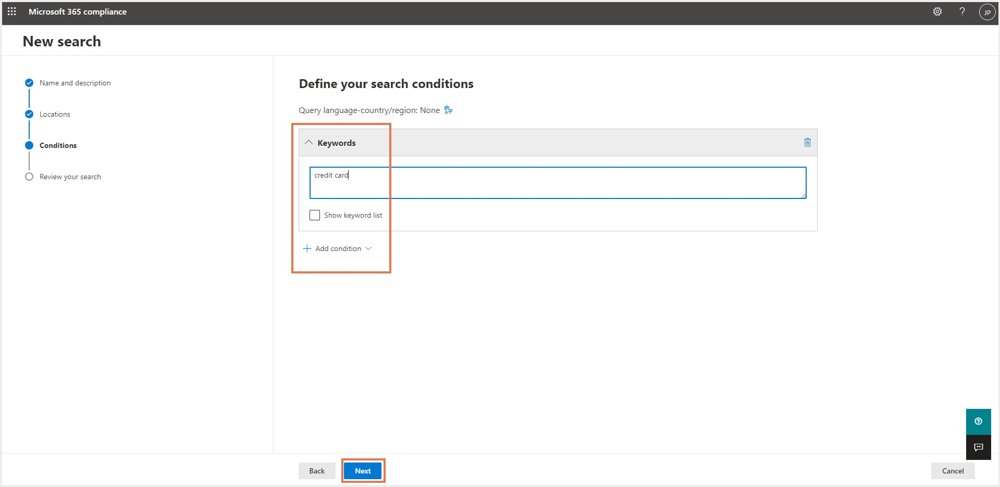 Microsoft 365 compliance
JP
New search
Name and description
Locations
Conditions
Review your search
Define your search conditions
Query language-country/region: None
Keywords
credit card
Show keyword list
Add condition
Back
Next
Cancel